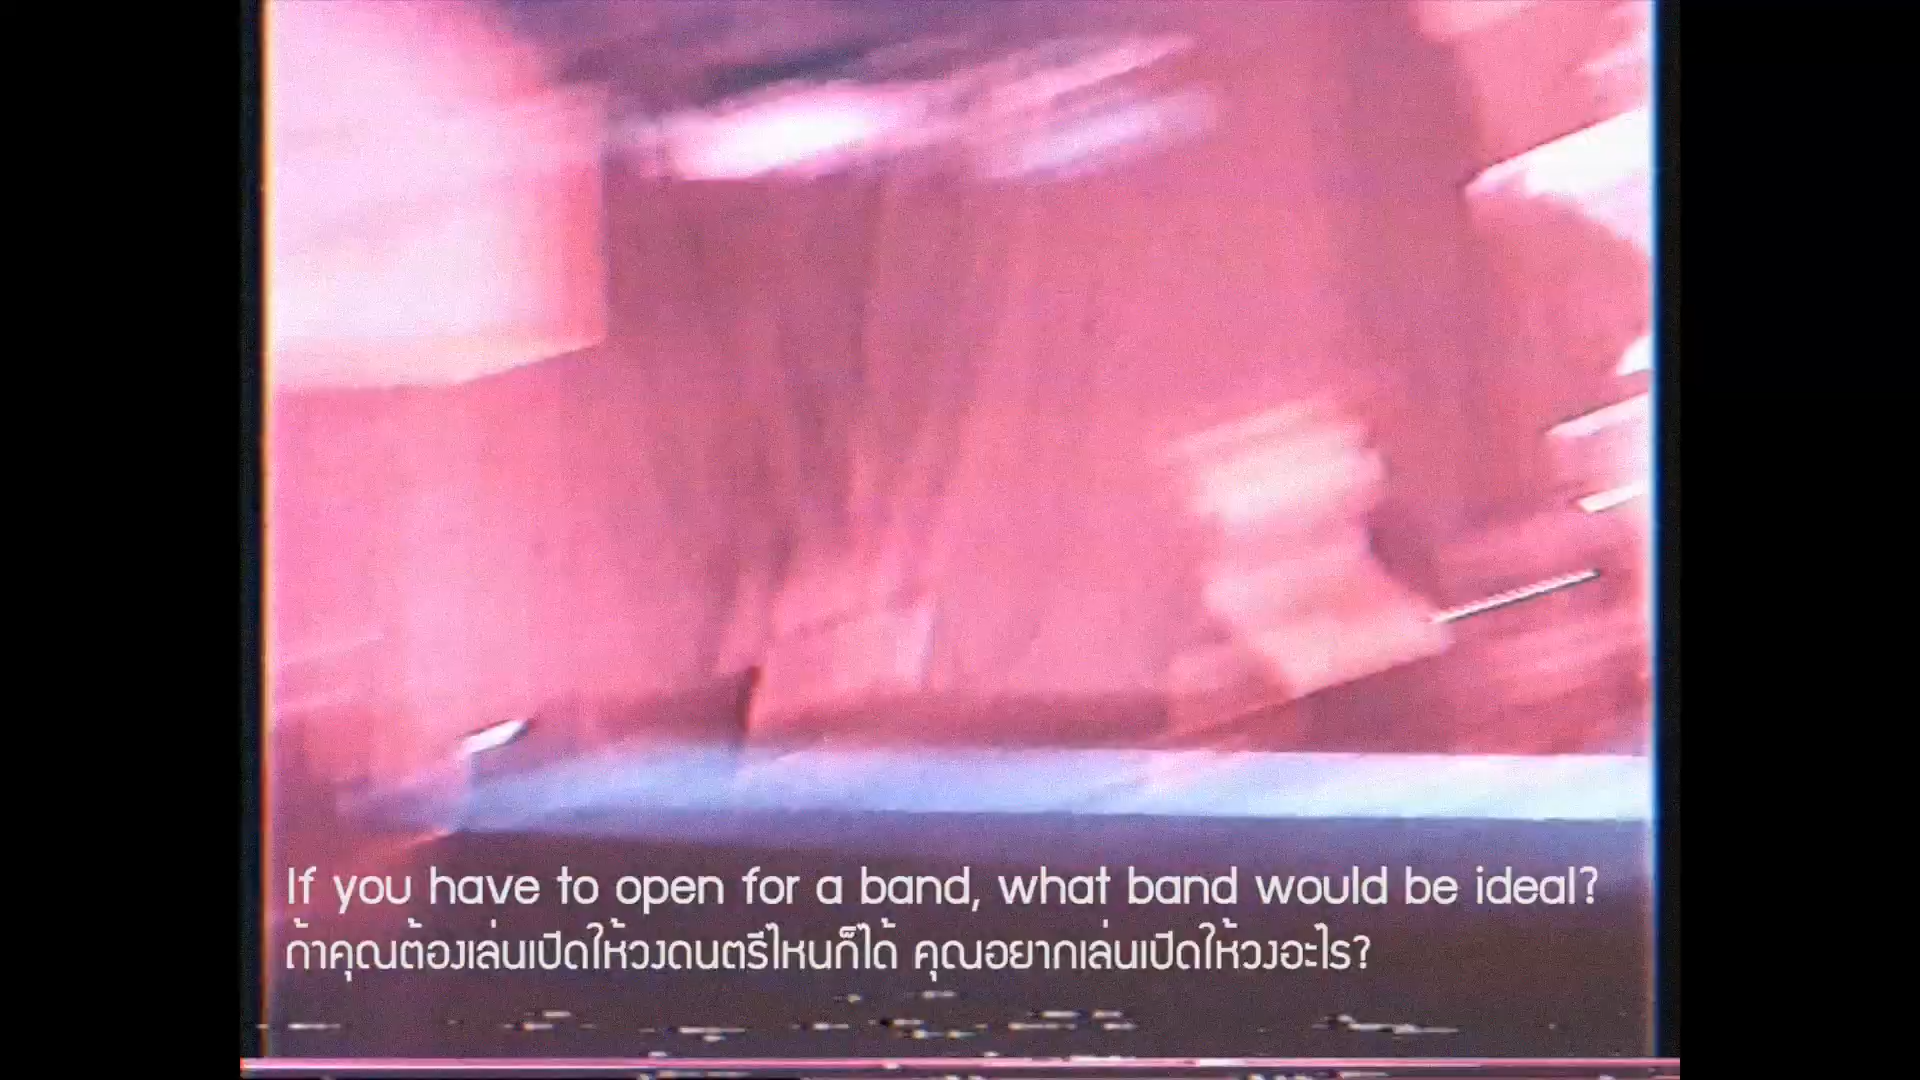 If you have to open for a band, what band would be ideal?
ถ้าคุณต้องเล่นเปิดให้วงดนตรีไหนก็ได้ คุณอยากเล่นเปิดให้วงอะไร?